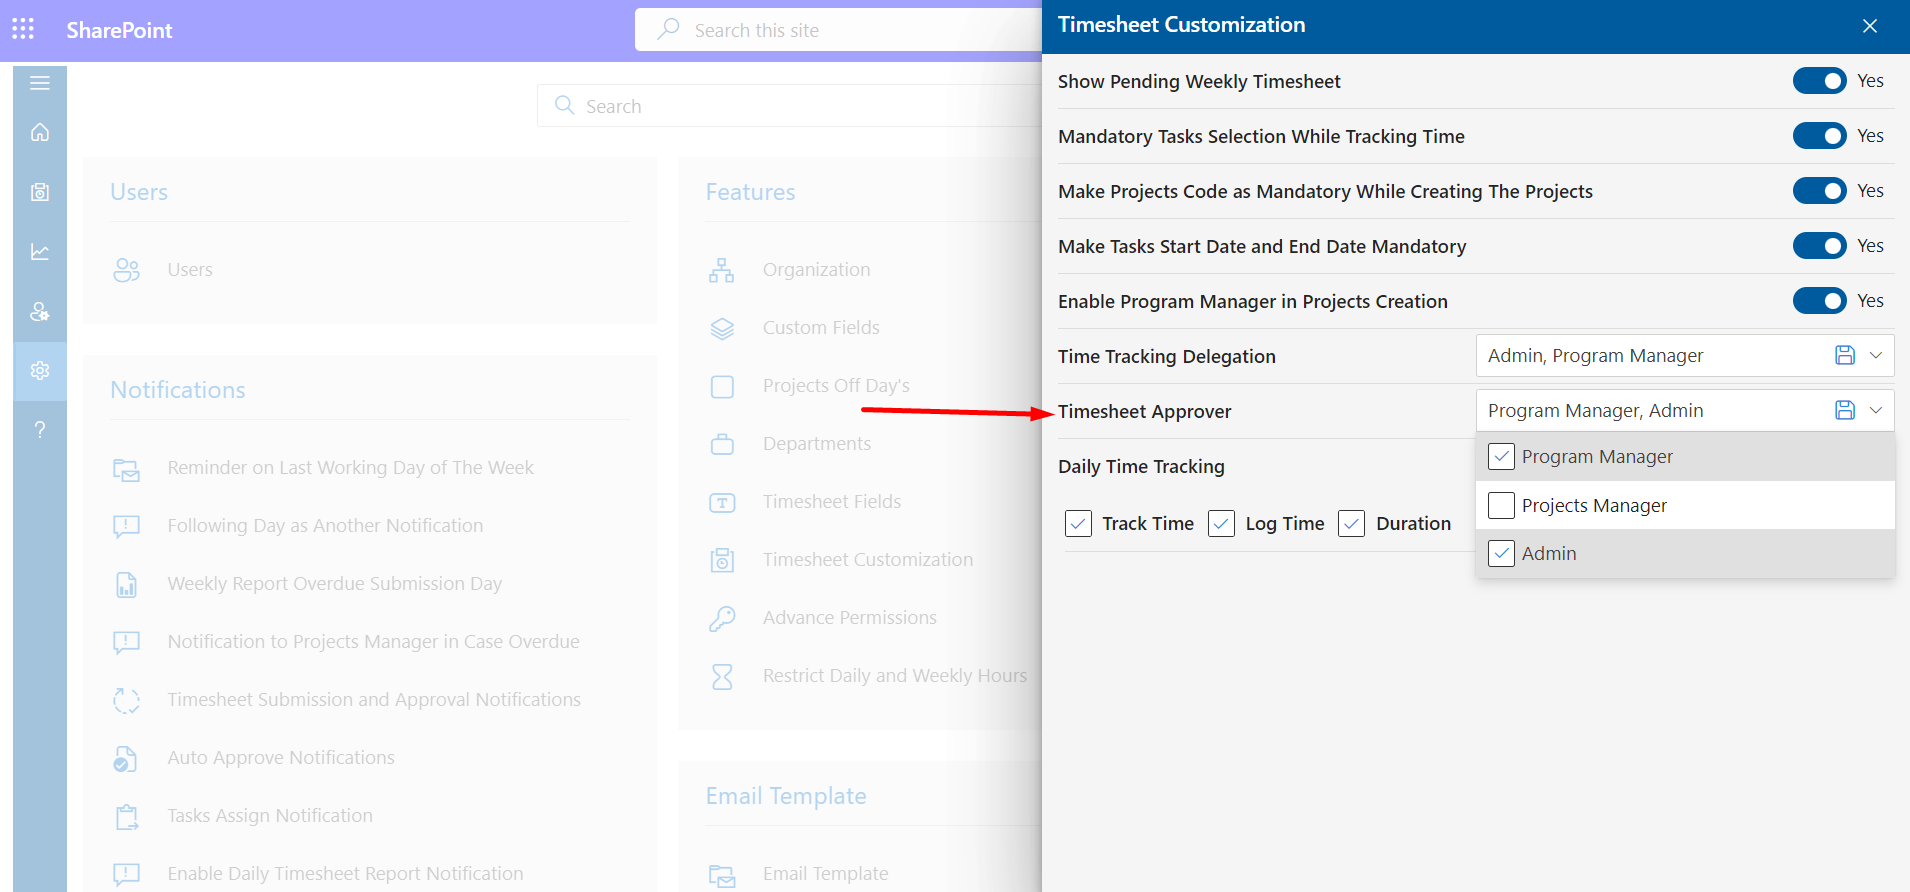 SharePoint
Search this site
Search
Users
Users
Notifications
Reminder on Last Working Day of The Week
Following Day as Another Notification
Weekly Report Overdue Submission Day
Notification to Projects Manager in Case Overdue
Timesheet Submission and Approval Notifications
Auto Approve Notifications
Tasks Assign Notification
Enable Daily Timesheet Report Notification
Features
Organization
Custom Fields
Projects Off Day's
Departments
Timesheet Fields
Timesheet Customization
Advance Permissions
Restrict Daily and Weekly Hours
Email Template
Email Template
Timesheet Customization
Show Pending Weekly Timesheet Yes
Mandatory Tasks Selection While Tracking Time Yes
Make Projects Code as Mandatory While Creating The Projects Yes
Make Tasks Start Date and End Date Mandatory Yes
Enable Program Manager in Projects Creation Yes
Time Tracking Delegation Admin, Program Manager
Timesheet Approver Program Manager, Admin
Program Manager
Projects Manager
Admin
Daily Time Tracking
Track Time Log Time Duration